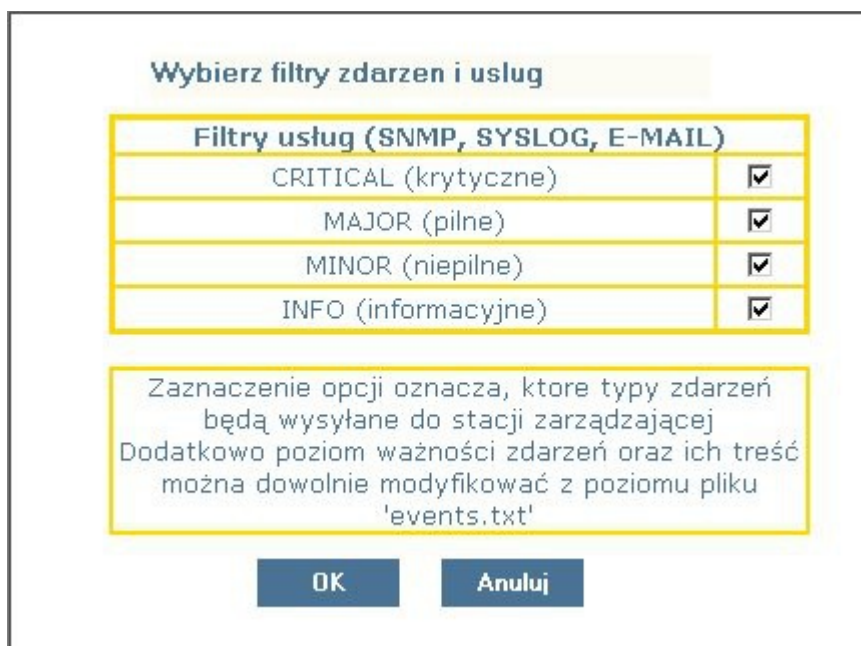 Wybierz filtry zdarzen i uslug
Filtry usług (SNMP, SYSLOG, E-MAIL)
CRITICAL (krytyczne)
MAJOR (pilne)
MINOR (niepilne)
INFO (informacyjne)
Zaznaczenie opcji oznacza, ktore typy zdarzeń
będą wysyłane do stacji zarządzającej
Dodatkowo poziom ważności zdarzeń oraz ich treść
można dowolnie modyfikować z poziomu pliku
'events.txt'
OK
Anuluj